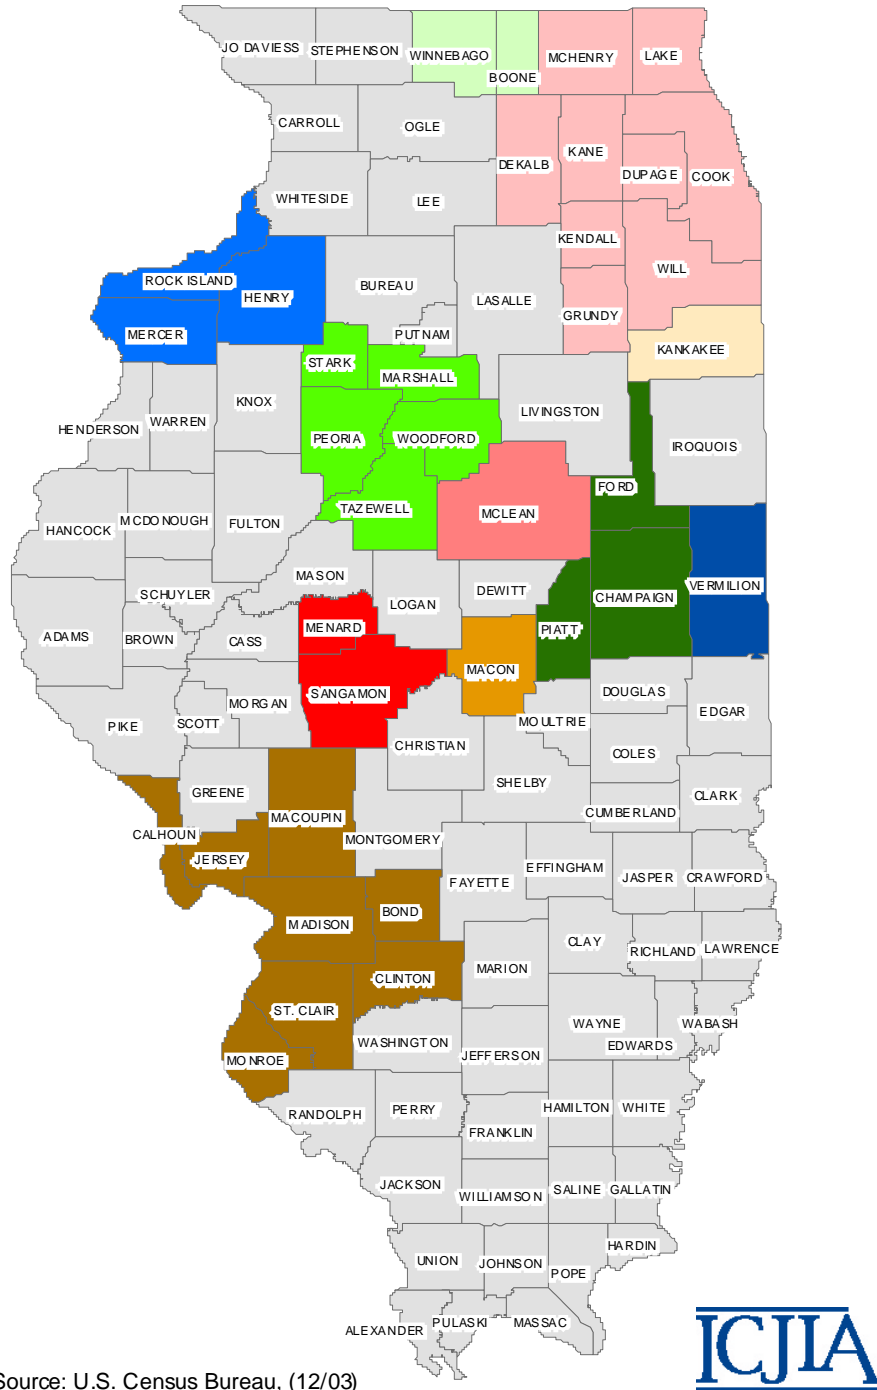 JO DAVIESS
STEPHENSON
WINNEBAGO
BOONE
MCHENRY
LAKE
CARROLL
OGLE
DEKALB
KANE
DUPAGE
COOK
WHITESIDE
LEE
KENDALL
WILL
ROCK ISLAND
HENRY
BUREAU
LASALLE
GRUNDY
MERCER
PUTNAM
KANKAKEE
STARK
MARSHALL
KNOX
LIVINGSTON
HENDERSON
WARREN
PEORIA
WOODFORD
IROQUOIS
FORD
HANCOCK
MCDONOUGH
FULTON
TAZEWELL
MCLEAN
MASON
SCHUYLER
LOGAN
DEWITT
CHAMPAIGN
VERMILION
ADAMS
BROWN
CASS
MENARD
PIATT
MACON
SANGAMON
DOUGLAS
PIKE
SCOTT
MORGAN
MOULTRIE
EDGAR
CHRISTIAN
COLES
SHELBY
GREENE
CLARK
CALHOUN
MACOUPIN
CUMBERLAND
MONTGOMERY
JERSEY
EFFINGHAM
FAYETTE
JASPER
CRAWFORD
MADISON
BOND
CLAY
RICHLAND
LAWRENCE
MARION
CLINTON
ST. CLAIR
WAYNE
EDWARDS
WABASH
MONROE
WASHINGTON
JEFFERSON
RANDOLPH
PERRY
HAMILTON
WHITE
FRANKLIN
JACKSON
WILLIAMSON
SALINE
GALLATIN
HARDIN
UNION
JOHNSON
POPE
ALEXANDER
PULASKI
MASSAC
ICJIA
Source: U.S. Census Bureau, (12/03)